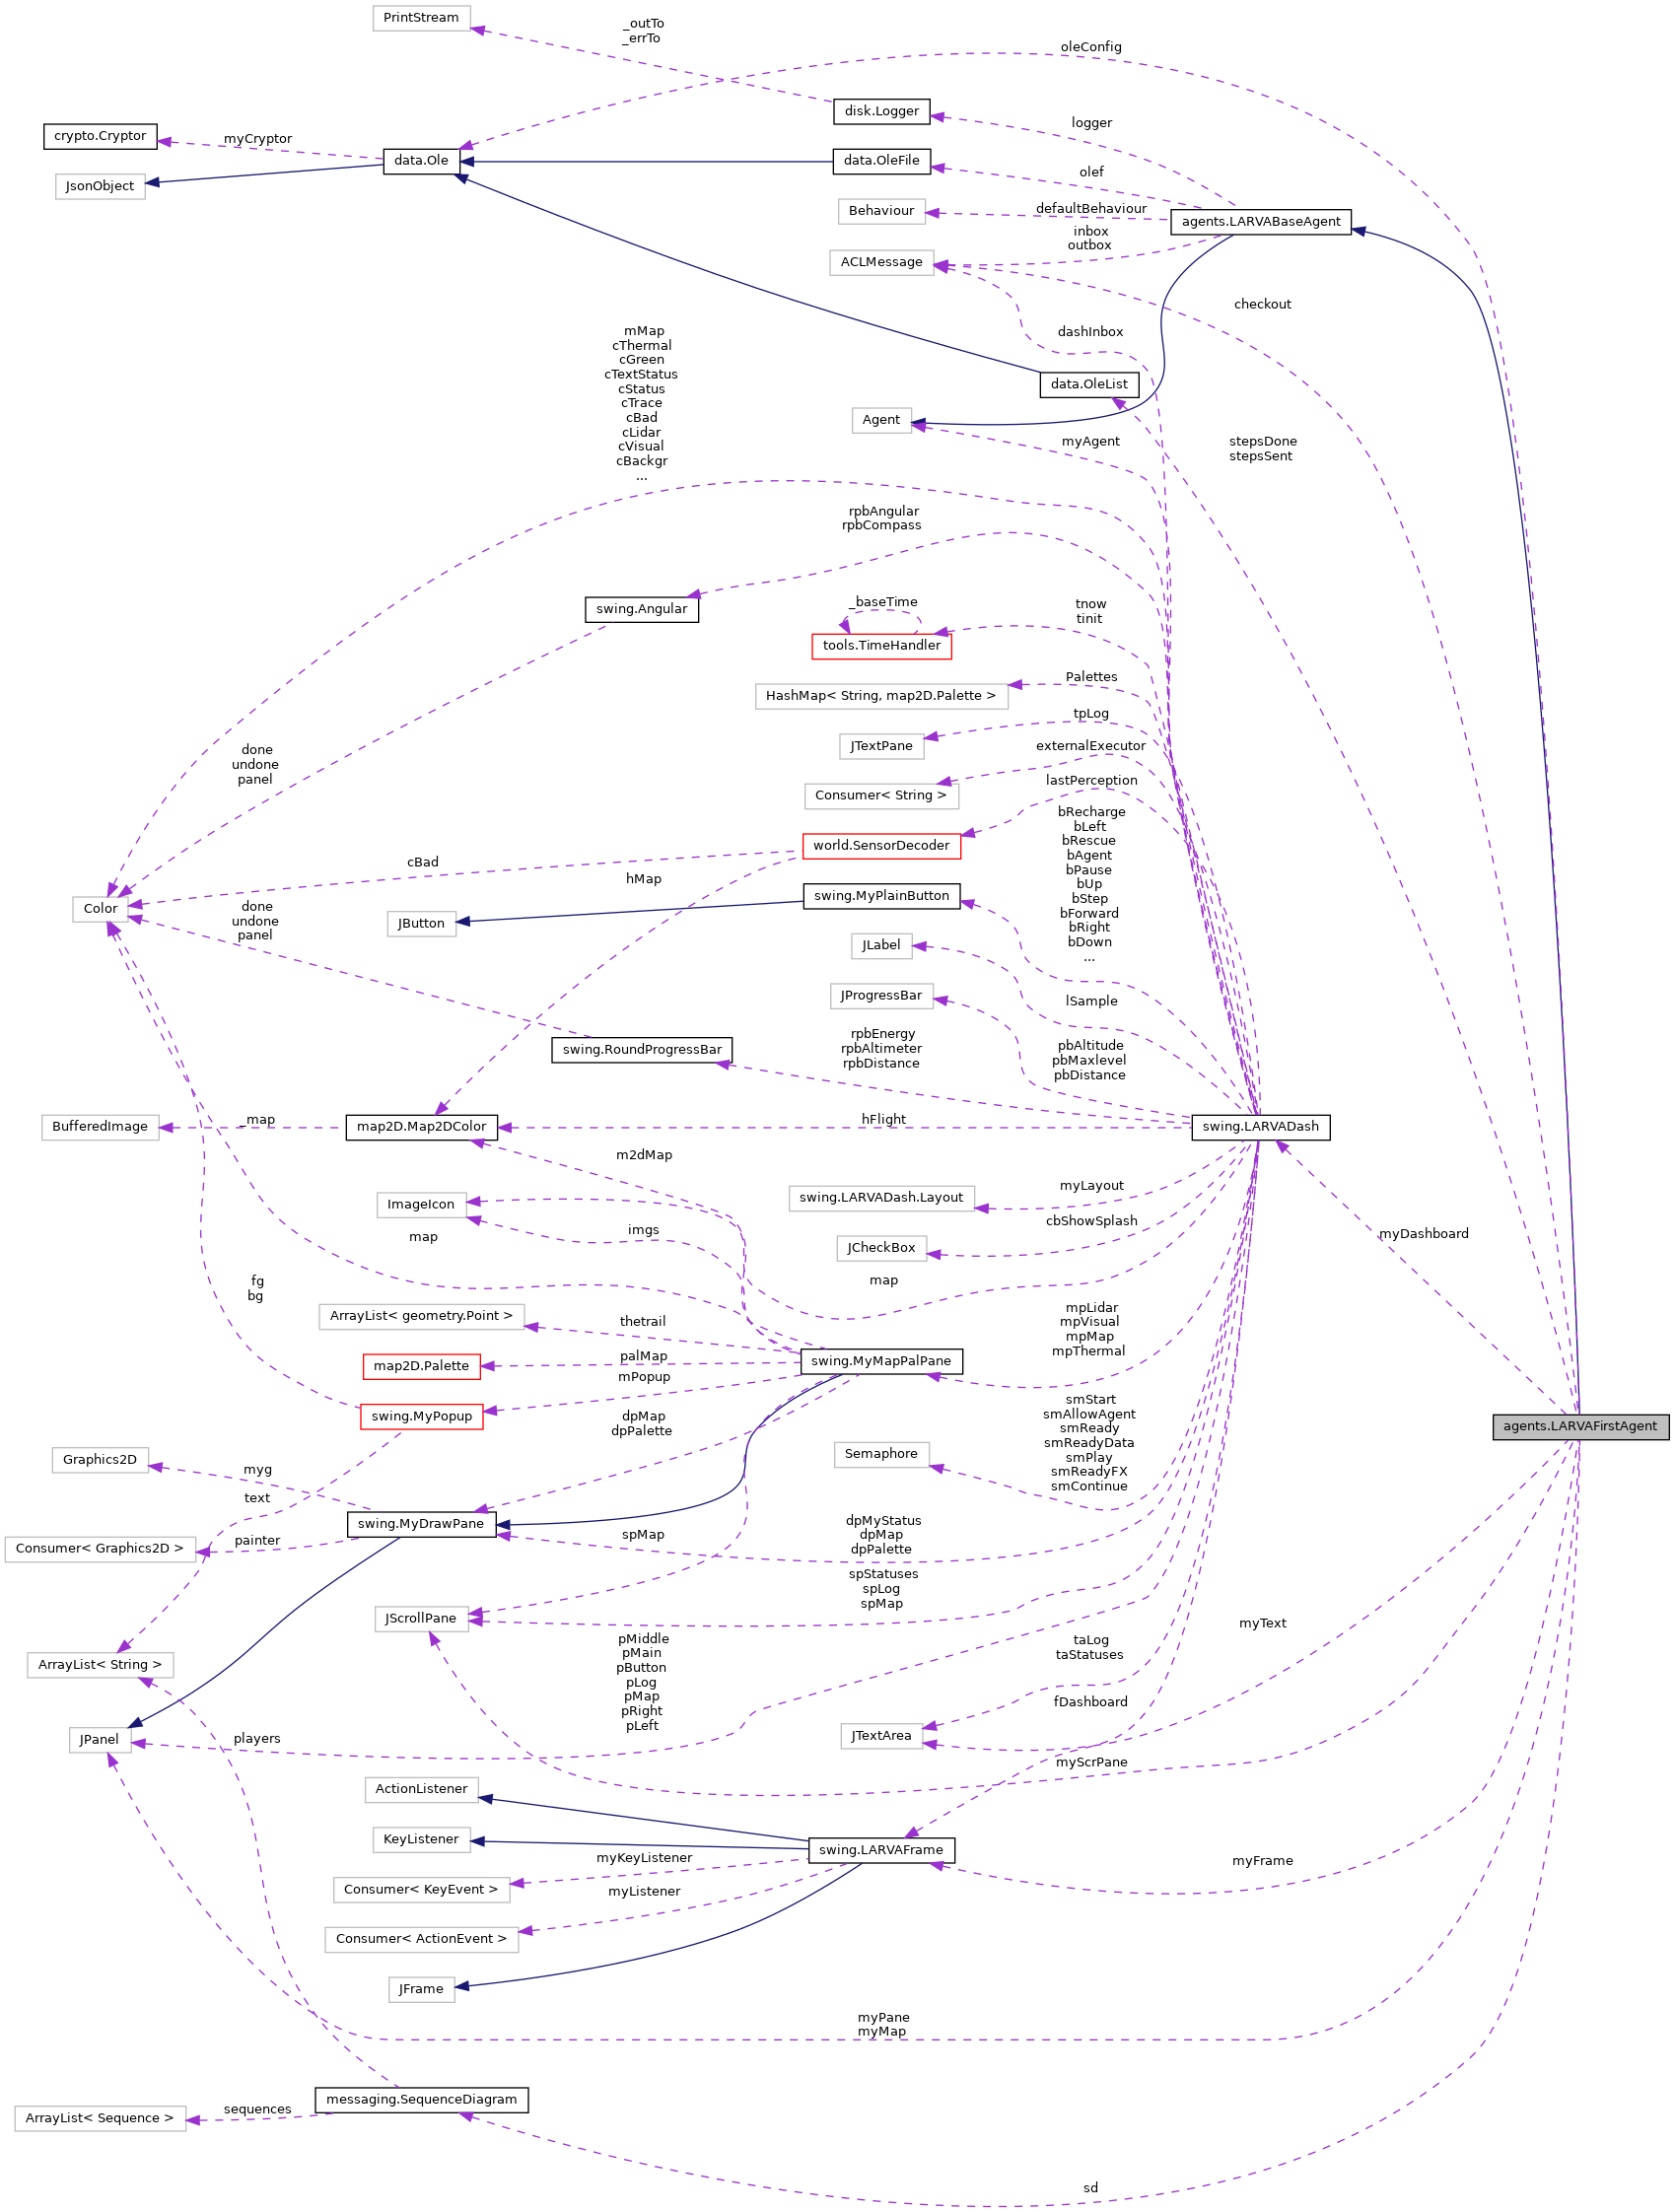 PrintStream
_outTo
_errTo
oleConfig
disk.Logger
logger
crypto.Cryptor
myCryptor
data.Ole
data.OleFile
olef
JsonObject
Behaviour
defaultBehaviour
agents.LARVABaseAgent
inbox
outbox
ACLMessage
checkout
dashInbox
mMap
cThermal
cGreen
cTextStatus
cStatus
cTrace
cBad
cLidar
cVisual
cBackgr
...
data.OleList
Agent
myAgent
stepsDone
stepsSent
rpbAngular
rpbCompass
swing.Angular
_baseTime
tnow
tinit
tools.TimeHandler
Palettes
HashMap< String, map2D.Palette >
tpLog
JTextPane
done
undone
panel
externalExecutor
Consumer< String >
lastPerception
world.SensorDecoder
cBad
hMap
bRecharge
bLeft
bRescue
bAgent
bPause
bUp
bStep
bForward
bRight
bDown
...
swing.MyPlainButton
Color
done
undone
panel
JButton
JLabel
JProgressBar
lSample
swing.RoundProgressBar
rpbEnergy
rpbAltimeter
rpbDistance
pbAltitude
pbMaxlevel
pbDistance
BufferedImage
_map
map2D.Map2DColor
hFlight
swing.LARVADash
m2dMap
swing.LARVADash.Layout
myLayout
ImageIcon
imgs
map
cbShowSplash
JCheckBox
myDashboard
map
fg
bg
ArrayList< geometry.Point >
thetrail
mpLidar
mpVisual
mpMap
mpThermal
map2D.Palette
palMap
swing.MyMapPalPane
mPopup
swing.MyPopup
dpMap
dpPalette
smStart
smAllowAgent
smReady
smReadyData
smPlay
smReadyFX
smContinue
agents.LARVAFirstAgent
Graphics2D
myg
Semaphore
text
swing.MyDrawPane
Consumer< Graphics2D >
painter
spMap
dpMyStatus
dpMap
dpPalette
spStatuses
spLog
spMap
JScrollPane
myText
ArrayList< String >
pMiddle
pMain
pButton
pLog
pMap
pRight
pLeft
taLog
taStatuses
fDashboard
JPanel
players
JTextArea
myScrPane
ActionListener
KeyListener
swing.LARVAFrame
myKeyListener
myFrame
Consumer< KeyEvent >
myListener
Consumer< ActionEvent >
JFrame
myPane
myMap
messaging.SequenceDiagram
sequences
ArrayList< Sequence >
sd